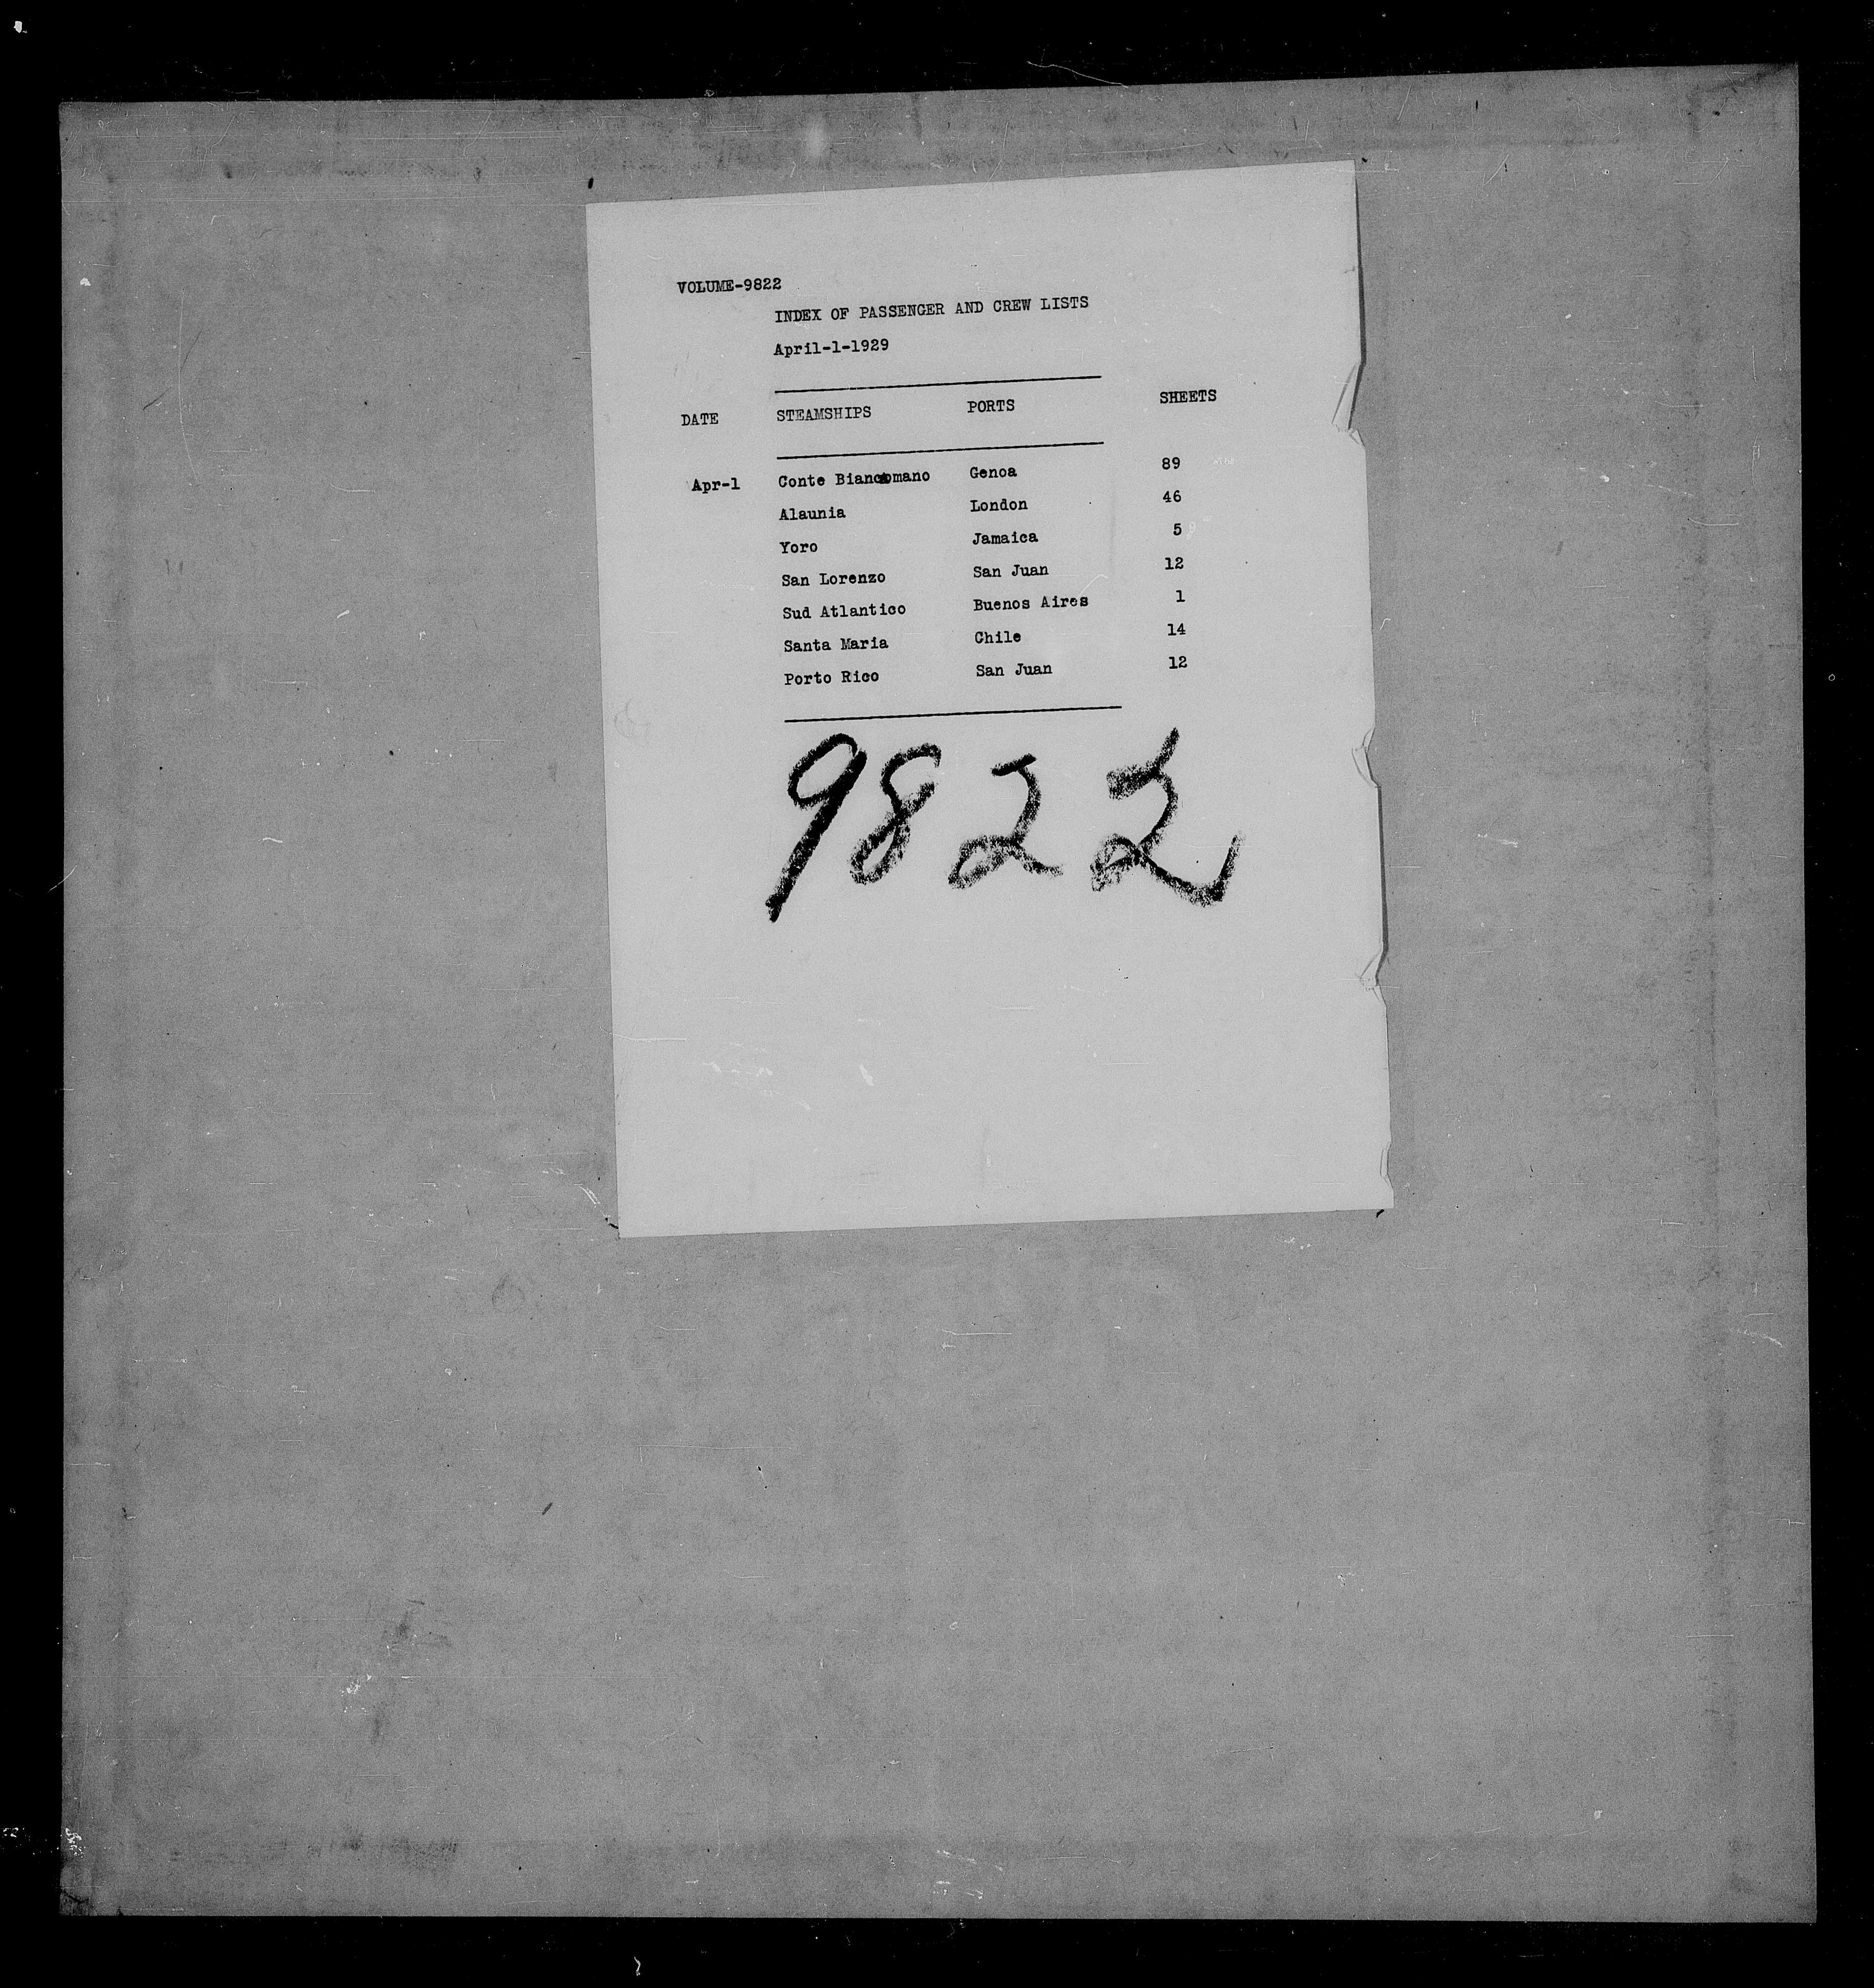 VOLUME-9822
INDEX OF PASSENGER AND CREW LISTS
April-1-1929
DATE STEAMSHIPS PORTS SHEETS
Apr-1 Conte Biancomano Genoa 89
Alaunia London 46
Yoro Jamaica 5
San Lorenzo San Juan 12
Sud Atlantico Buenos Aires 1
Santa Maria Chile 14
Porto Rico San Juan 12
9822